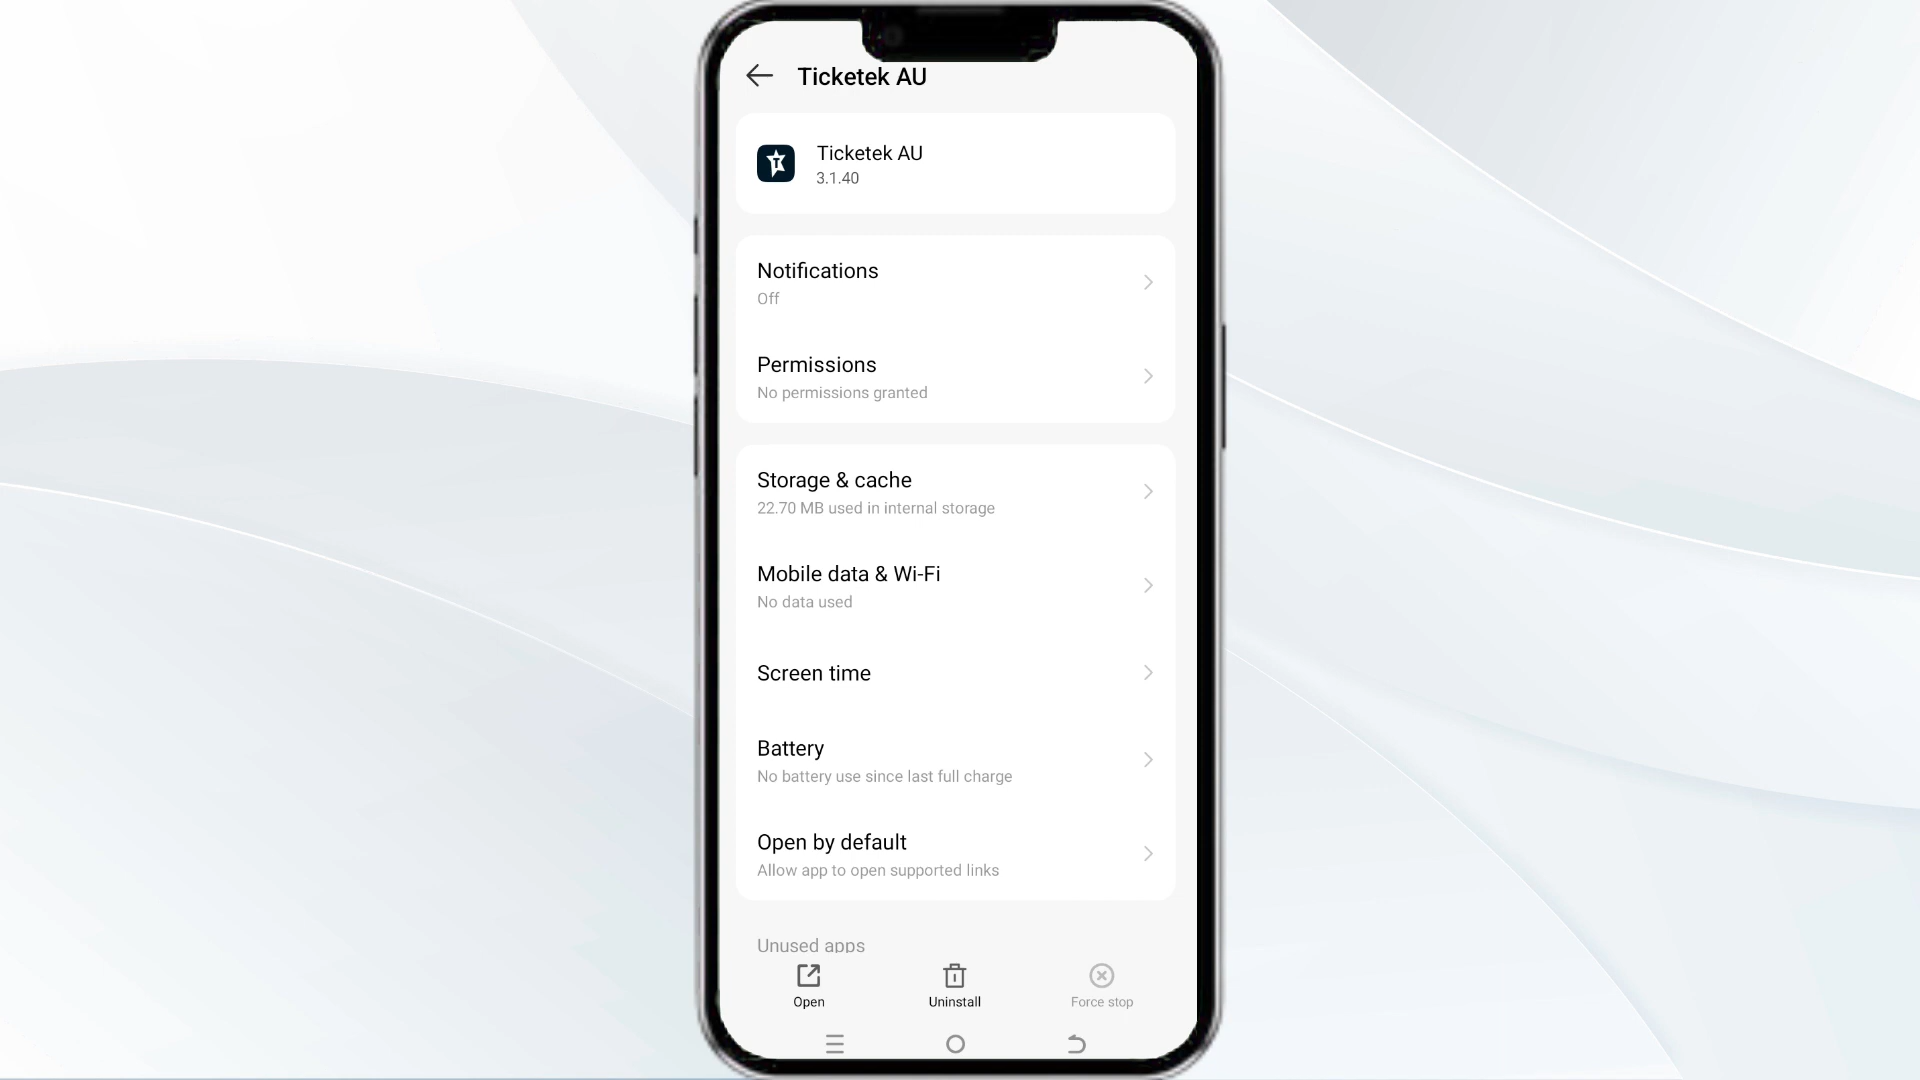 Ticketek AU
Ticketek AU
3.1.40
Notifications
Off
Permissions
No permissions granted
Storage & cache
22.70 MB used in internal storage
Mobile data & Wi-Fi
No data used
Screen time
Battery
No battery use since last full charge
Open by default
Allow app to open supported links
Unused apps
Open
Uninstall
Force stop